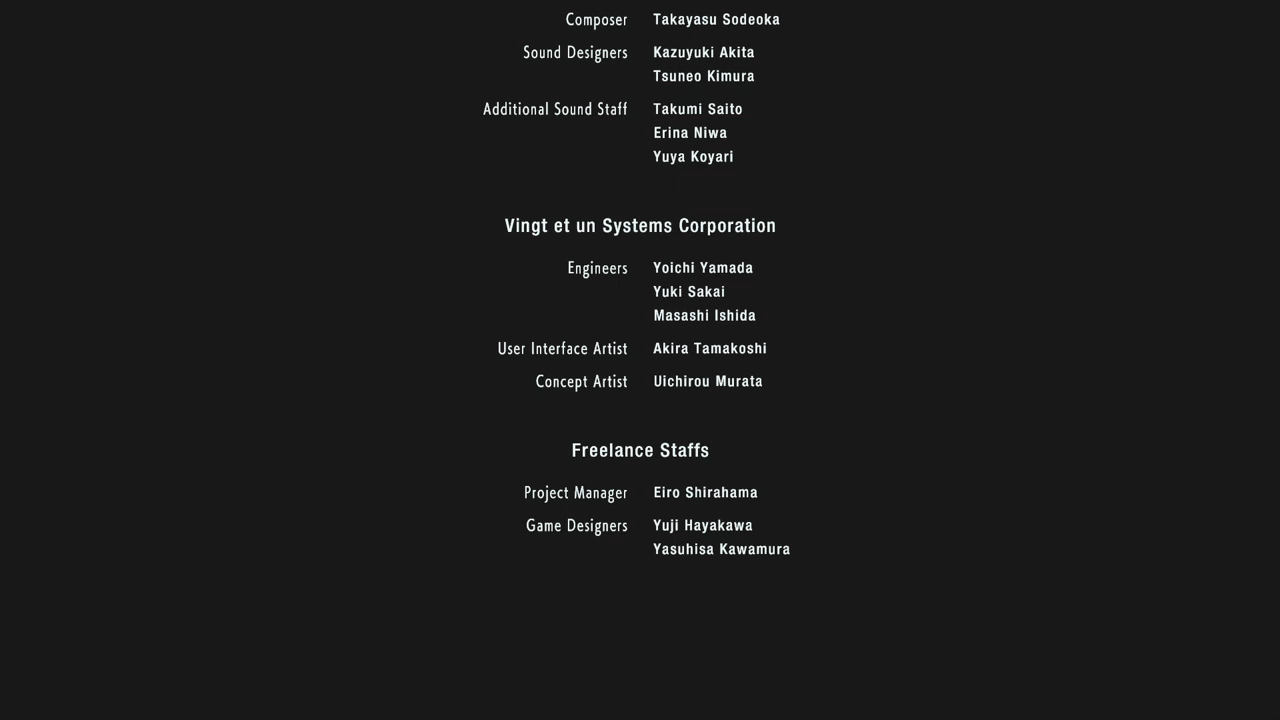 Composer Takayasu Sodeoka
Sound Designers Kazuyuki Akita
Tsuneo Kimura
Additional Sound Staff Takumi Saito
Erina Niwa
Yuya Koyari
Vingt et un Systems Corporation
Engineers Yoichi Yamada
Yuki Sakai
Masashi Ishida
User Interface Artist Akira Tamakoshi
Concept Artist Uichirou Murata
Freelance Staffs
Project Manager Eiro Shirahama
Game Designers Yuji Hayakawa
Yasuhisa Kawamura